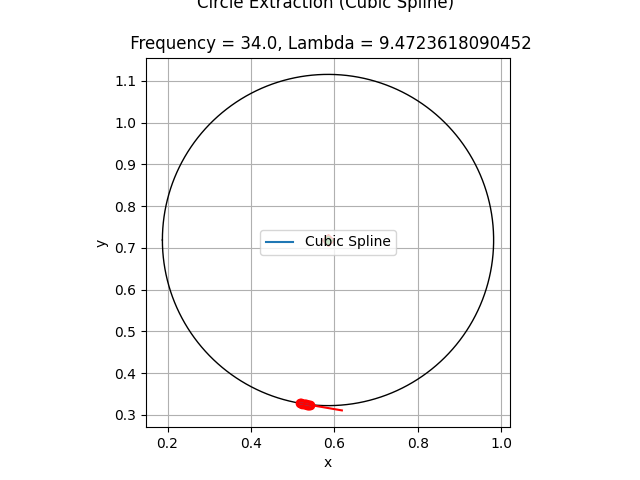 Circle Extraction (Cubic Spline)
Frequency = 34.0, Lambda = 9.4723618090452
1.1
1.0
0.9
0.8
0.7
0.6
0.5
0.4
0.3
y
Cubic Spline
0.2 0.4 0.6 0.8 1.0
x